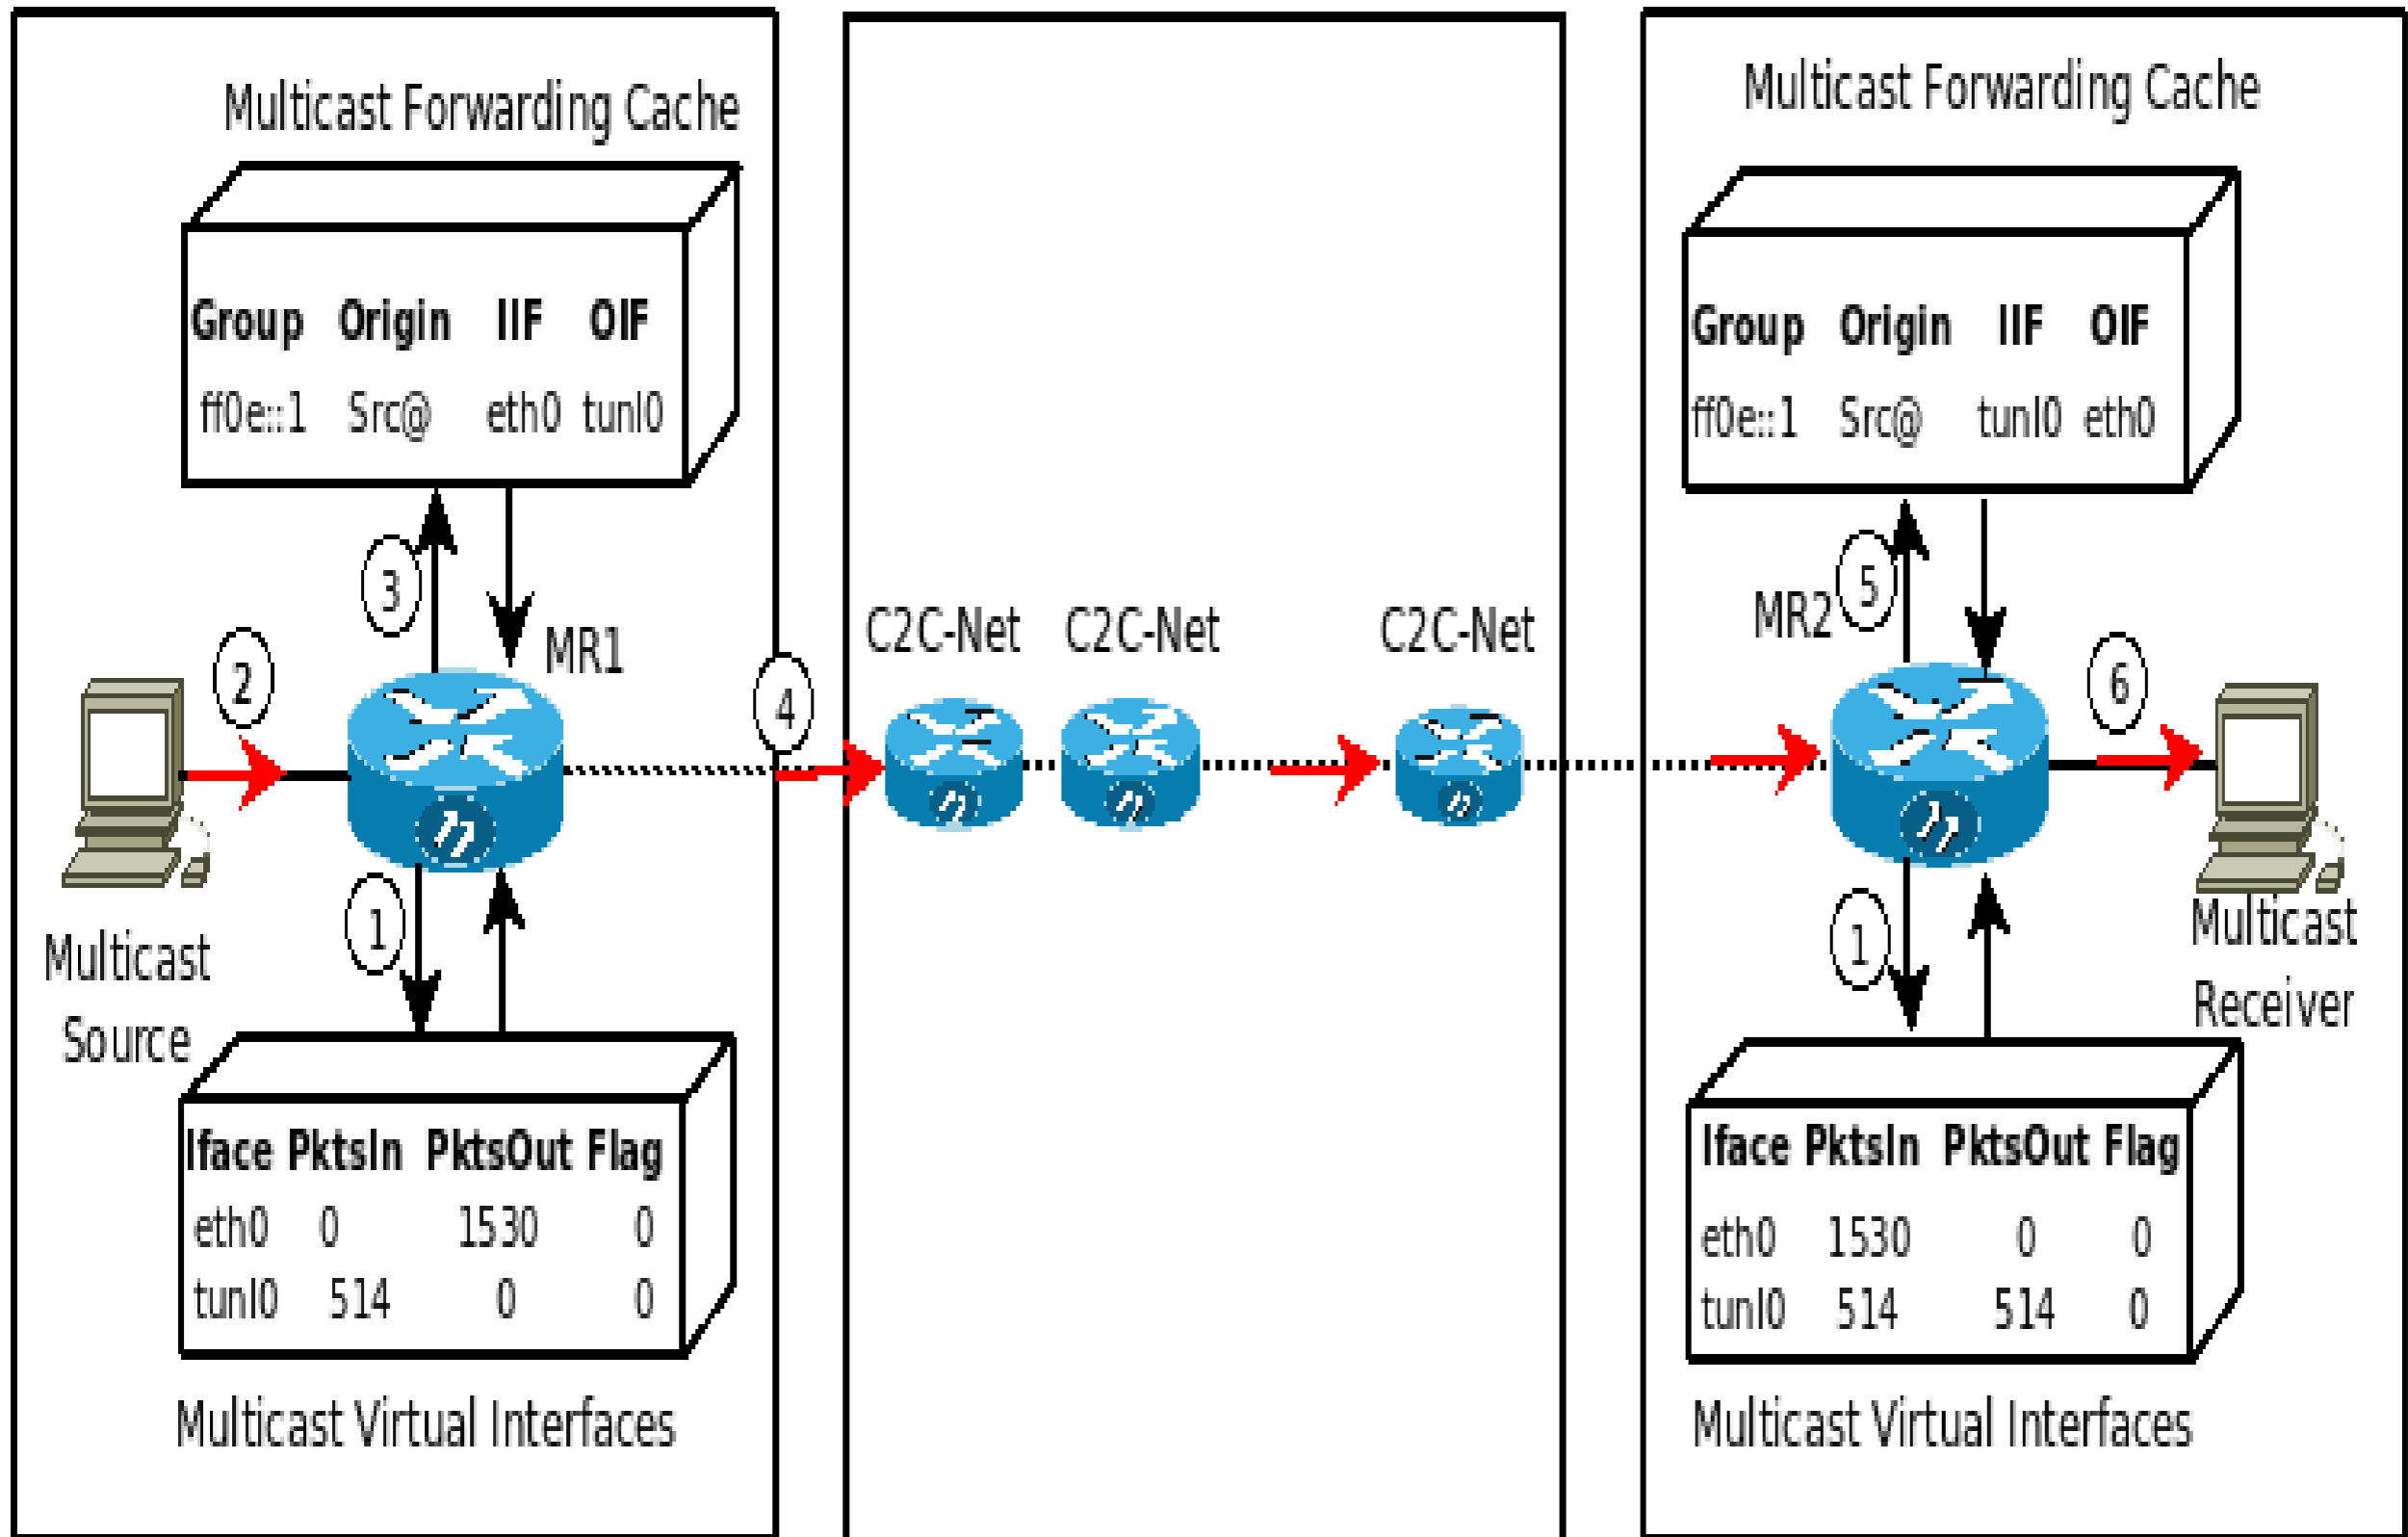 Multicast Forwarding Cache
Group Origin IIF OIF
ff0e::1 Src@ eth0 tunl0
3
MR1
2
4
1
Multicast
Source
Iface PktsIn PktsOut Flag
eth0 0 1530 0
tunl0 514 0 0
Multicast Virtual Interfaces
C2C-Net C2C-Net C2C-Net
Multicast Forwarding Cache
Group Origin IIF OIF
ff0e::1 Src@ tunl0 eth0
5
MR2
6
1
Multicast
Receiver
Iface PktsIn PktsOut Flag
eth0 1530 0 0
tunl0 514 514 0
Multicast Virtual Interfaces